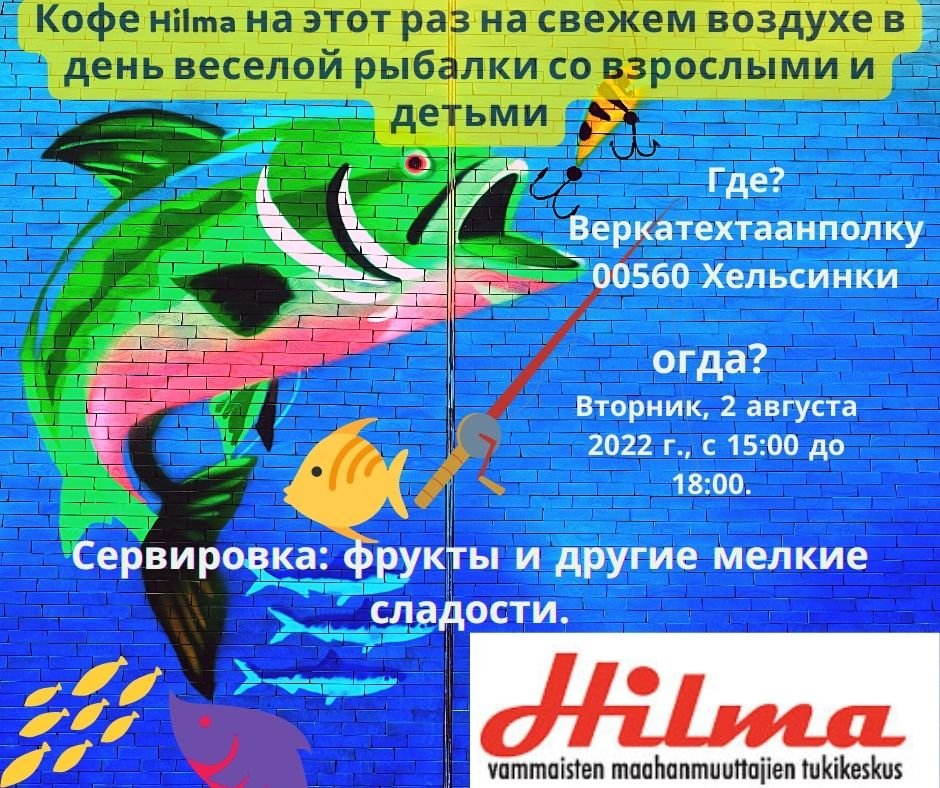 Кофе Hilma на этот раз на свежем воздухе в
день веселой рыбалки со взрослыми и
детьми
Где?
Веркатехтаанполку
00560 Хельсинки
огда?
Вторник, 2 августа
2022 г., с 15:00 до
18:00.
Сервировка: фрукты и другие мелкие
сладости.
Hilma
vammaisten maahanmuuttajien tukikeskus